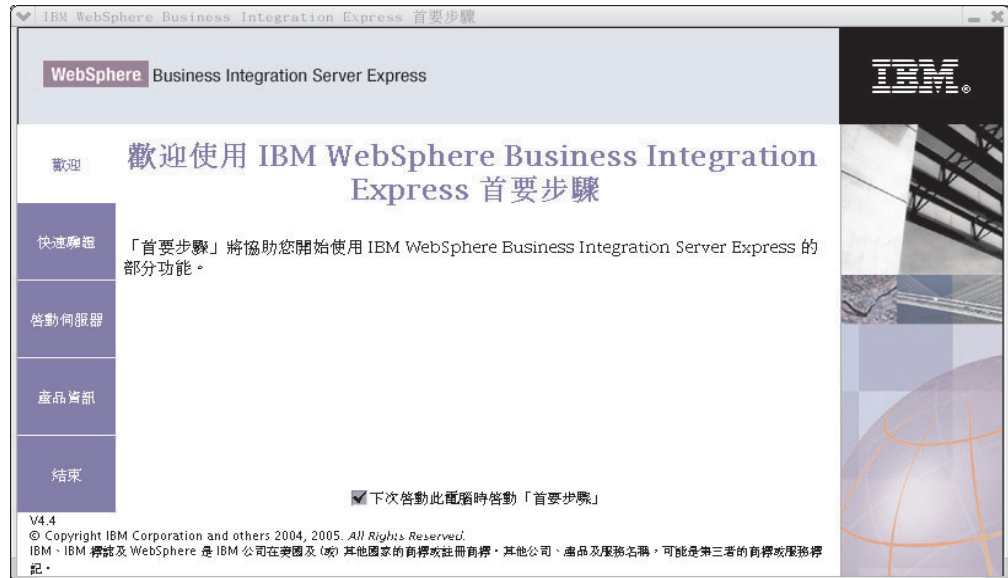 IBM WebSphere Business Integration Express 首要步驟
WebSphere Business Integration Server Express
IBM®
歡迎
歡迎使用 IBM WebSphere Business Integration
Express 首要步驟
快速驗證
「首要步驟」將協助您開始使用 IBM WebSphere Business Integration Server Express 的
部分功能。
啓動伺服器
產品資訊
結束
下次啓動此電腦時啓動「首要步驟」
V4.4
© Copyright IBM Corporation and others 2004, 2005. All Rights Reserved.
IBM、IBM 標誌及 WebSphere 是 IBM 公司在美國及 (或) 其他國家的商標或註冊商標。其他公司、產品及服務名稱，可能是第三者的商標或服務標
記。